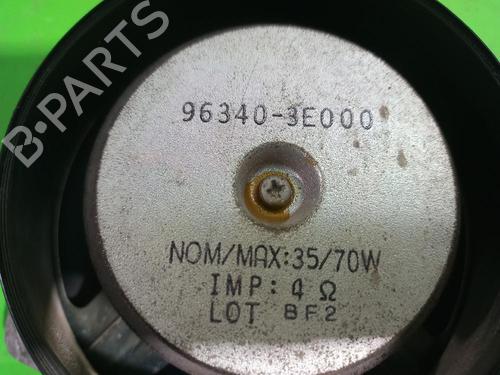 B-PARTS
96340-3E000
NOM/MAX:35/70W
IMP: 4 Ω
LOT BF2